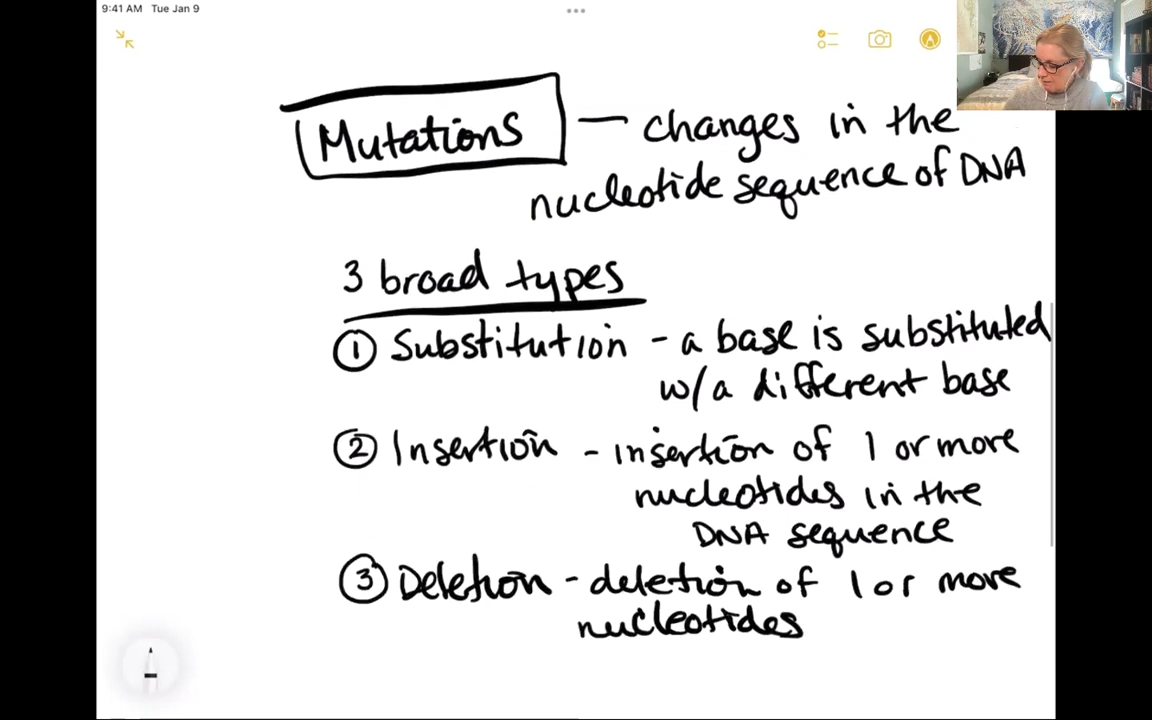 9:41 AM Tue Jan 9
Mutations — changes in the
nucleotide sequence of DNA
3 broad types
① Substitution - a base is substituted
w/a different base
② Insertion - insertion of 1 or more
nucleotides in the
DNA sequence
③ Deletion - deletion of 1 or more
nucleotides